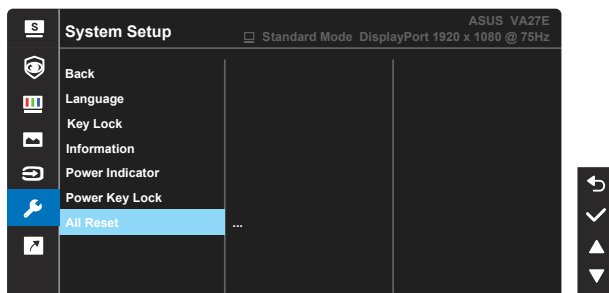 S
System Setup
ASUS VA27E
Standard Mode DisplayPort 1920 x 1080 @ 75Hz
Back
Language
Key Lock
Information
Power Indicator
Power Key Lock
All Reset ...